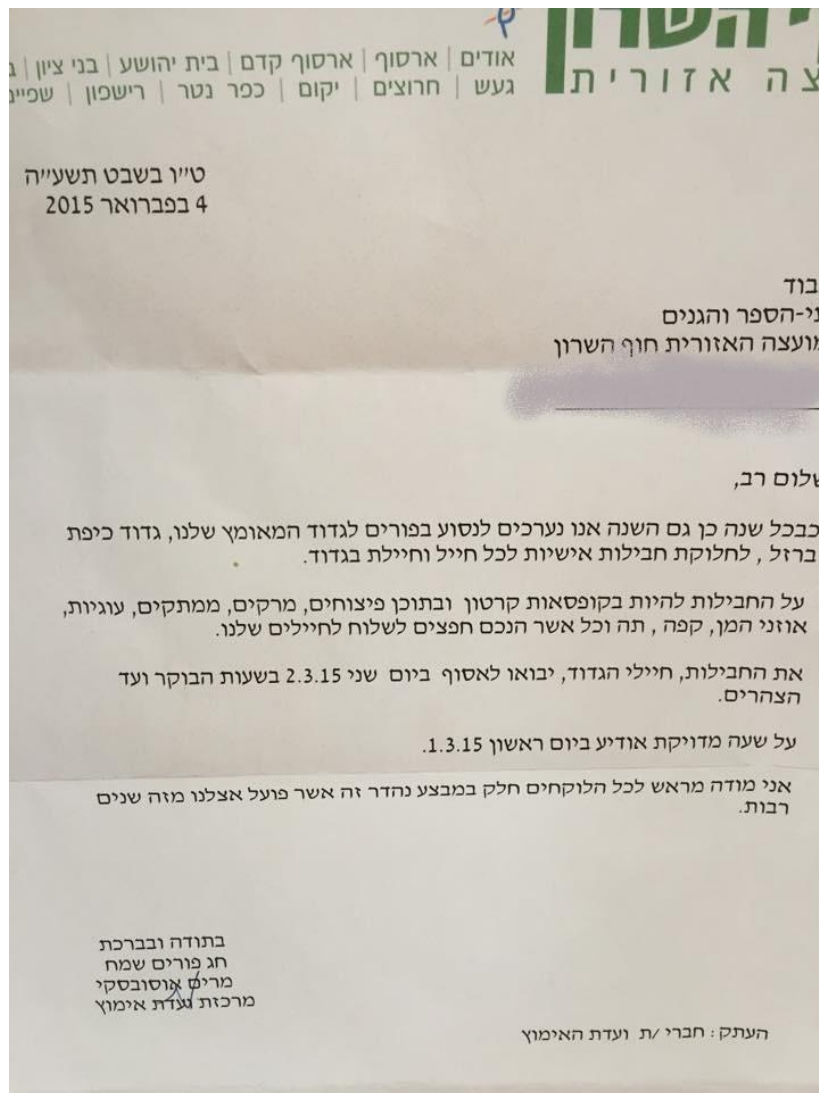 השרון
אודים | ארסוף | ארסוף קדם | בית יהושע | בני ציון |
צה אזורית
געש | חרוצים | יקום | כפר נטר | רישפון |
ט״ו בשבט תשע״ה
4 בפברואר 2015
האזורית חוף השרון
והגנים
רב,
כבכל שנה כן גם השנה אנו נערכים לנסוע בפורים לגדוד המאומץ שלנו, גדוד כיפת
ברזל , לחלוקת חבילות אישיות לכל חייל וחיילת בגדוד.
על החבילות להיות בקופסאות קרטון ובתוכן פיצוחים, מרקים, ממתקים, עוגיות,
אוזני המן, קפה , תה וכל אשר הנכם חפצים לשלוח לחיילים שלנו.
את החבילות, חיילי הגדוד, יבואו לאסוף ביום שני 2.3.15 בשעות הבוקר ועד
הצהרים.
על שעה מדויקת אודיע ביום ראשון 1.3.15.
אני מודה מראש לכל הלוקחים חלק במבצע נהדר זה אשר פועל אצלנו מזה שנים
רבות.
בתודה ובברכת
חג פורים שמח
מרים אוסובסקי
מרכזת ועדת אימוץ
העתק : חברי /ת ועדת האימוץ